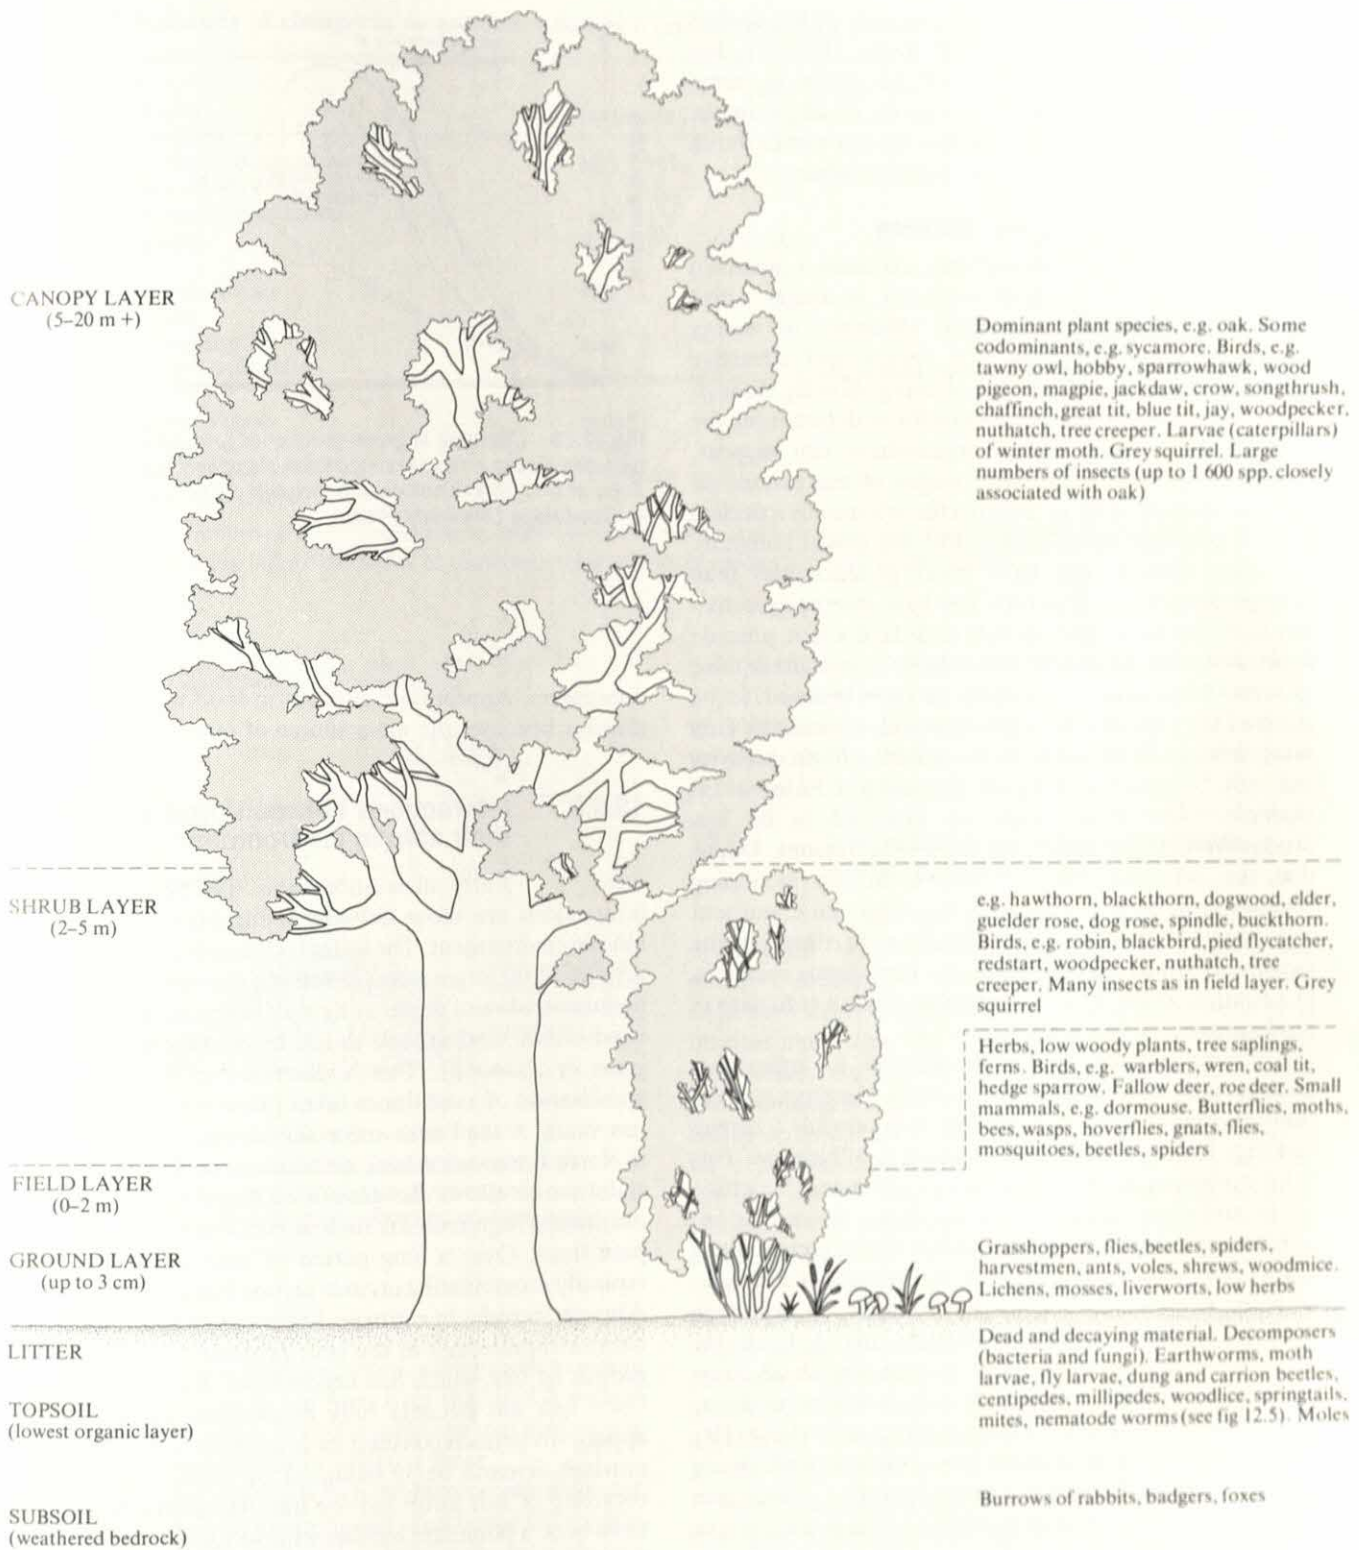 CANOPY LAYER
(5–20 m +)
Dominant plant species, e.g. oak. Some
codominants, e.g. sycamore. Birds, e.g.
tawny owl, hobby, sparrowhawk, wood
pigeon, magpie, jackdaw, crow, songthrush,
chaffinch, great tit, blue tit, jay, woodpecker,
nuthatch, tree creeper. Larvae (caterpillars)
of winter moth. Grey squirrel. Large
numbers of insects (up to 1 600 spp. closely
associated with oak)
SHRUB LAYER
(2–5 m)
e.g. hawthorn, blackthorn, dogwood, elder,
guelder rose, dog rose, spindle, buckthorn.
Birds, e.g. robin, blackbird, pied flycatcher,
redstart, woodpecker, nuthatch, tree
creeper. Many insects as in field layer. Grey
squirrel
FIELD LAYER
(0–2 m)
Herbs, low woody plants, tree saplings,
ferns. Birds, e.g. warblers, wren, coal tit,
hedge sparrow. Fallow deer, roe deer. Small
mammals, e.g. dormouse. Butterflies, moths,
bees, wasps, hoverflies, gnats, flies,
mosquitoes, beetles, spiders
GROUND LAYER
(up to 3 cm)
Grasshoppers, flies, beetles, spiders,
harvestmen, ants, voles, shrews, woodmice.
Lichens, mosses, liverworts, low herbs
LITTER
TOPSOIL
(lowest organic layer)
Dead and decaying material. Decomposers
(bacteria and fungi). Earthworms, moth
larvae, fly larvae, dung and carrion beetles,
centipedes, millipedes, woodlice, springtails,
mites, nematode worms (see fig 12.5). Moles
SUBSOIL
(weathered bedrock)
Burrows of rabbits, badgers, foxes